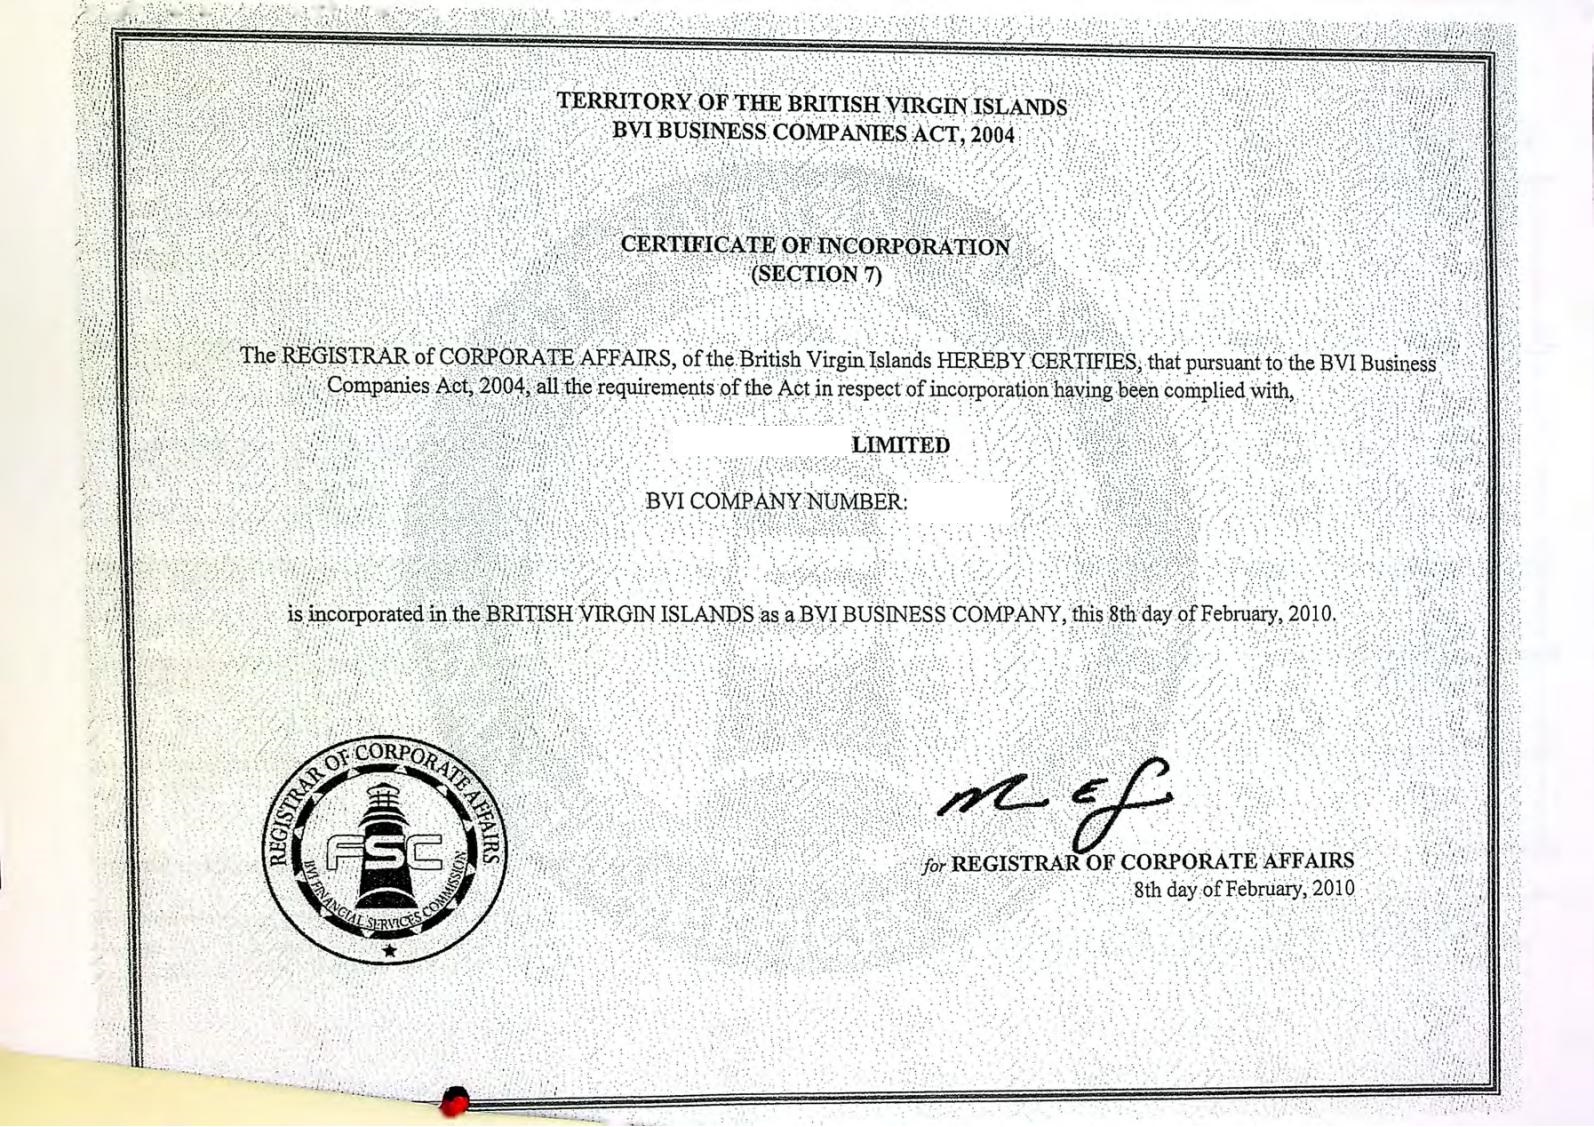 TERRITORY OF THE BRITISH VIRGIN ISLANDS
BVI BUSINESS COMPANIES ACT, 2004
CERTIFICATE OF INCORPORATION
(SECTION 7)
The REGISTRAR of CORPORATE AFFAIRS, of the British Virgin Islands HEREBY CERTIFIES, that pursuant to the BVI Business
Companies Act, 2004, all the requirements of the Act in respect of incorporation having been complied with,
LIMITED
BVI COMPANY NUMBER:
is incorporated in the BRITISH VIRGIN ISLANDS as a BVI BUSINESS COMPANY, this 8th day of February, 2010.
REGISTRAR OF CORPORATE AFFAIRS
FSC
BVI FINANCIAL SERVICES COMMISSION
for REGISTRAR OF CORPORATE AFFAIRS
8th day of February, 2010